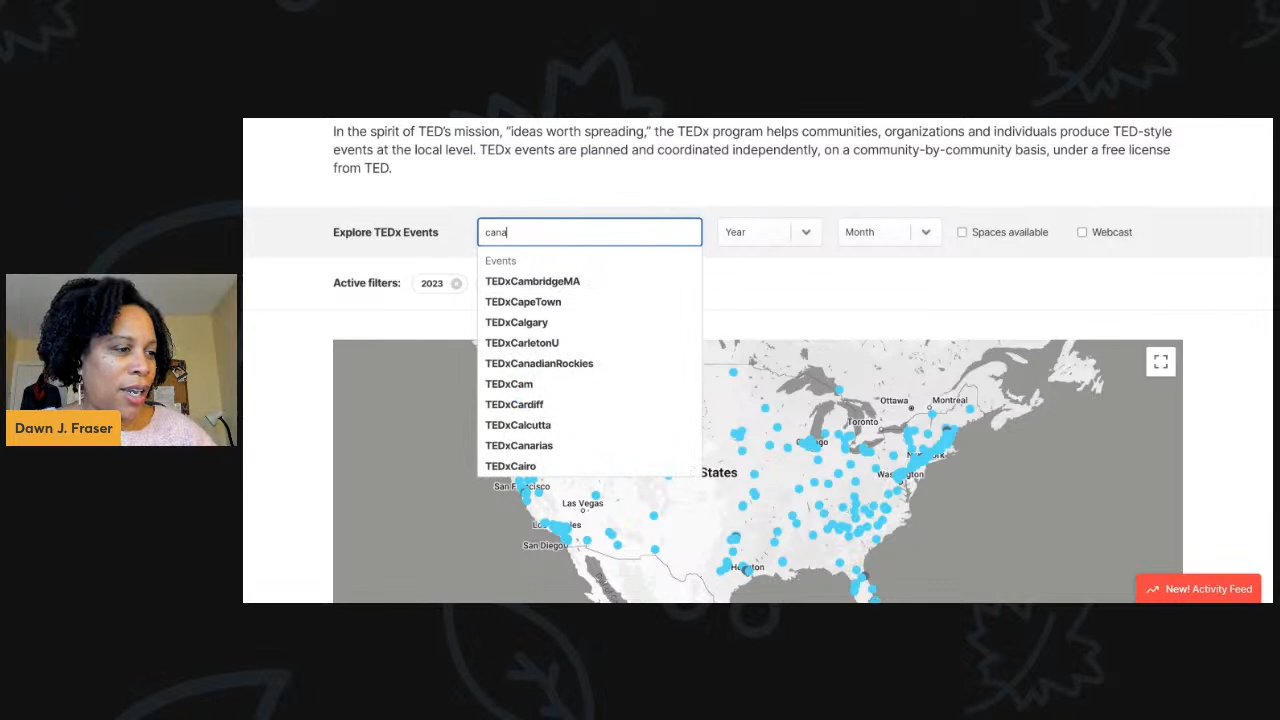 In the spirit of TED's mission, "ideas worth spreading," the TEDx program helps communities, organizations and individuals produce TED-style
events at the local level. TEDx events are planned and coordinated independently, on a community-by-community basis, under a free license
from TED.
Explore TEDx Events
cana
Year
Month
Spaces available
Webcast
Events
Active filters:
2023
TEDxCambridgeMA
TEDxCapeTown
TEDxCalgary
TEDxCarletonU
TEDxCanadianRockies
TEDxCam
TEDxCardiff
TEDxCalcutta
TEDxCanarias
TEDxCairo
Ottawa
Montreal
Toronto
States
Las Vegas
San Diego
Dawn J. Fraser
New! Activity Feed